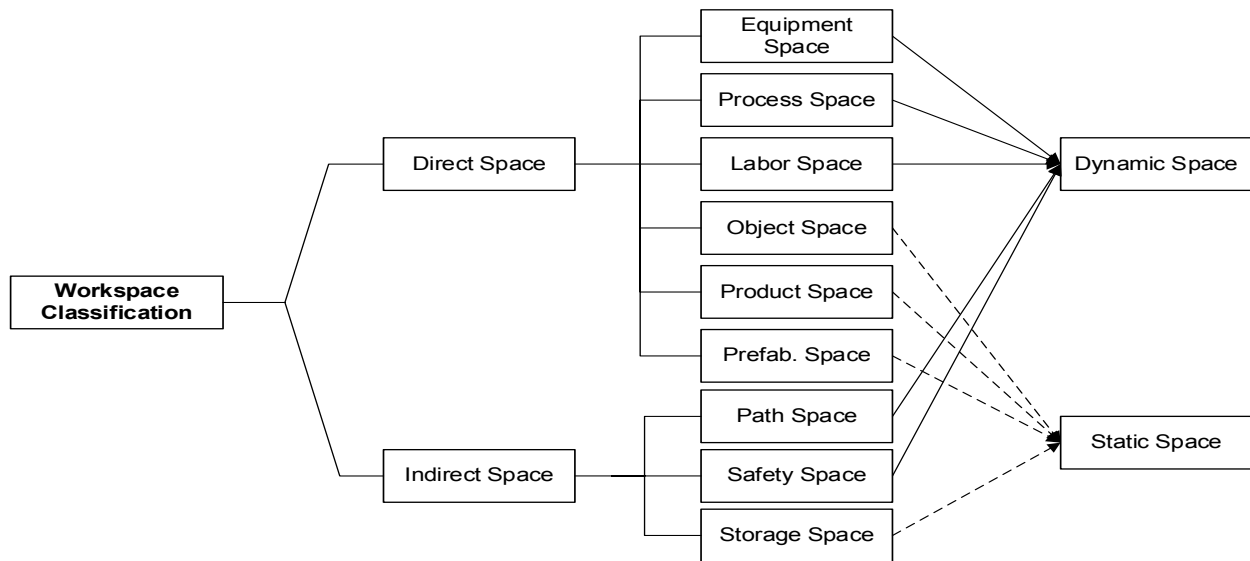 Equipment
Space
Process Space
Direct Space
Labor Space
Dynamic Space
Object Space
Workspace
Classification
Product Space
Prefab. Space
Path Space
Static Space
Indirect Space
Safety Space
Storage Space